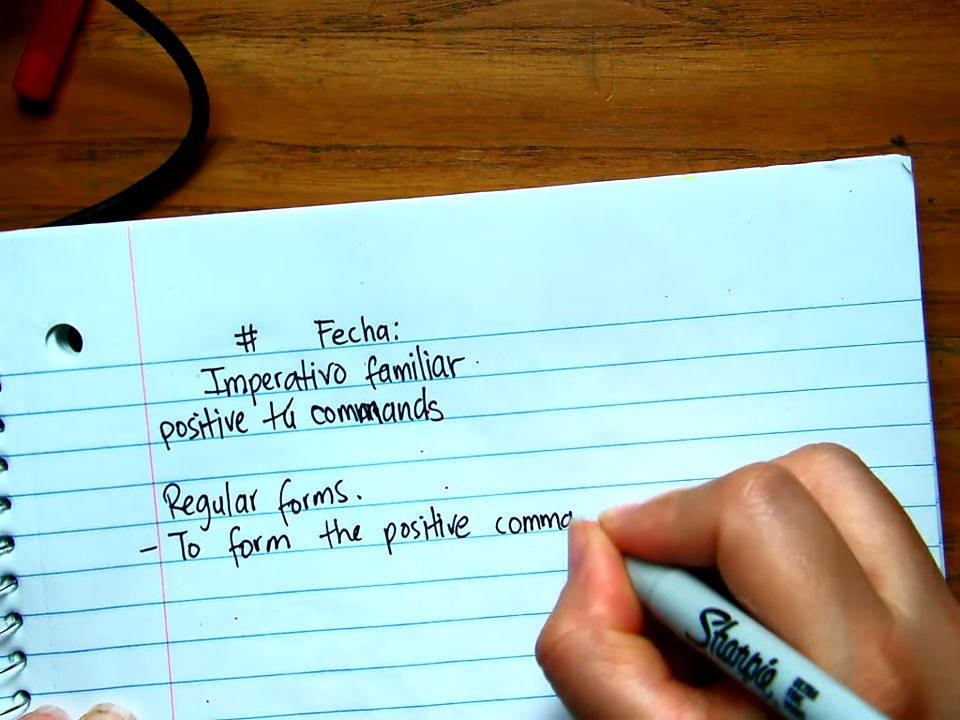 # Fecha:
Imperativo familiar
positive tú commands
Regular forms.
- To form the positive comma
Sharpie